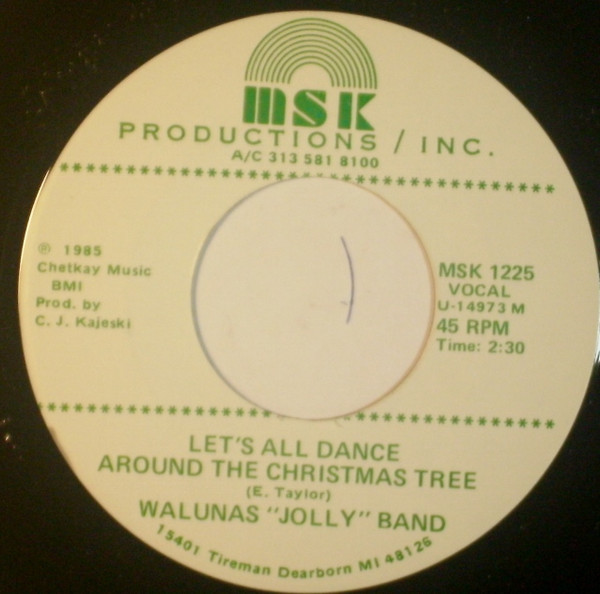 MSK
PRODUCTIONS / INC.
A/C 313 581 8100
****************************************************
℗ 1985
Chetkay Music
BMI
Prod. by
C. J. Kajeski
MSK 1225
VOCAL
U-14973 M
45 RPM
Time: 2:30
****************************************************
LET'S ALL DANCE
AROUND THE CHRISTMAS TREE
(E. Taylor)
WALUNAS "JOLLY" BAND
15401 Tireman Dearborn MI 48126